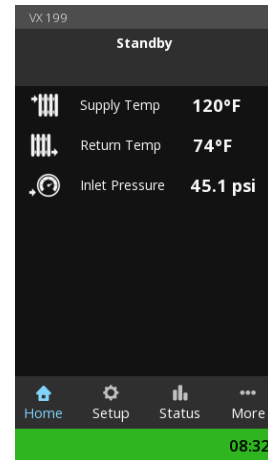 VX 199
Standby
Supply Temp 120°F
Return Temp 74°F
Inlet Pressure 45.1 psi
Home Setup Status More
08:32